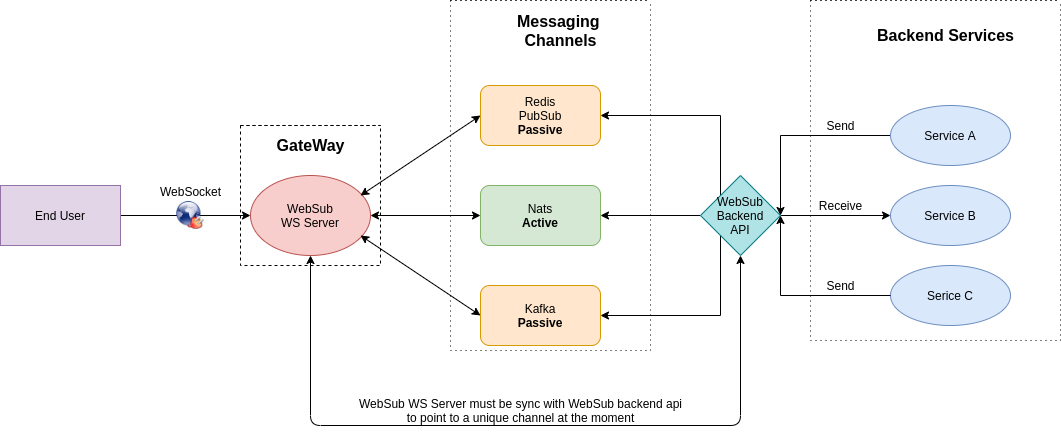 Messaging
Channels
Backend Services
Redis
PubSub
Passive
Send
Service A
GateWay
WebSocket
End User
WebSub
WS Server
Nats
Active
WebSub
Backend
API
Receive
Service B
Kafka
Passive
Send
Serice C
WebSub WS Server must be sync with WebSub backend api
to point to a unique channel at the moment